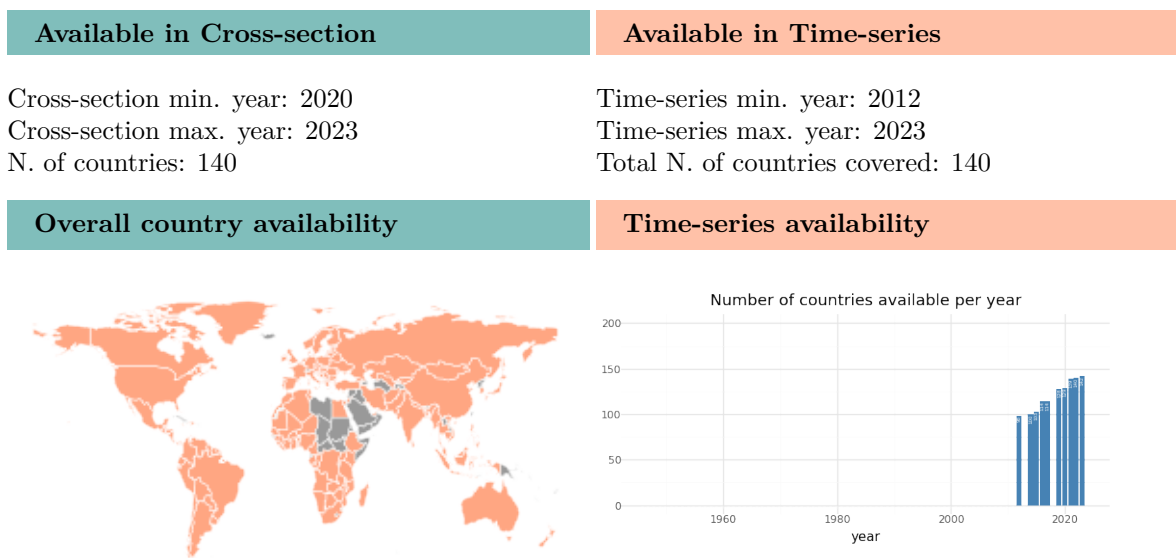 Available in Cross-section
Available in Time-series
Cross-section min. year: 2020
Cross-section max. year: 2023
N. of countries: 140
Time-series min. year: 2012
Time-series max. year: 2023
Total N. of countries covered: 140
Overall country availability
Time-series availability
Number of countries available per year
200
150
100
50
0
1960
1980
2000
2020
year